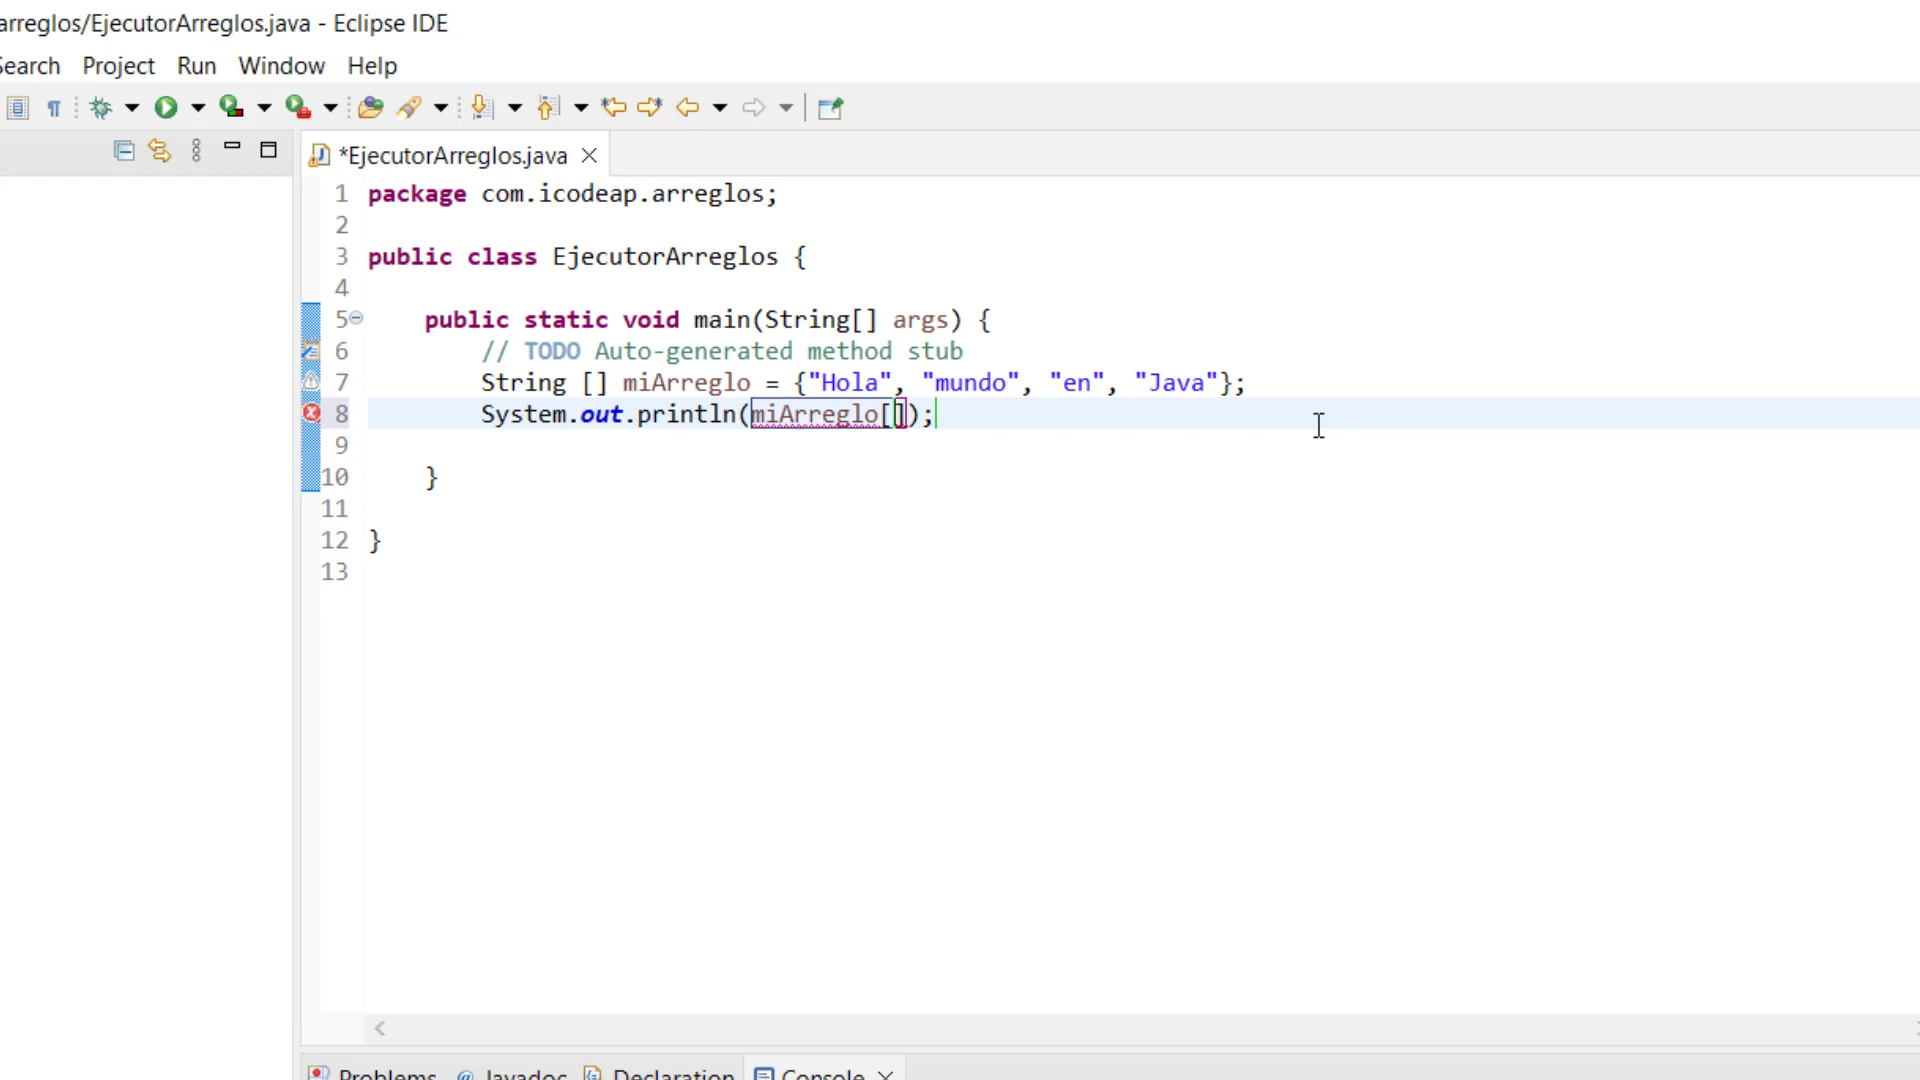 arreglos/EjecutorArreglos.java - Eclipse IDE
Search Project Run Window Help
*EjecutorArreglos.java
1 package com.icodeap.arreglos;
2
3 public class EjecutorArreglos {
4
5 public static void main(String[] args) {
6 // TODO Auto-generated method stub
7 String [] miArreglo = {"Hola", "mundo", "en", "Java"};
8 System.out.println(miArreglo[]);
9
10 }
11
12 }
13
Problems @ Javadoc Declaration Console